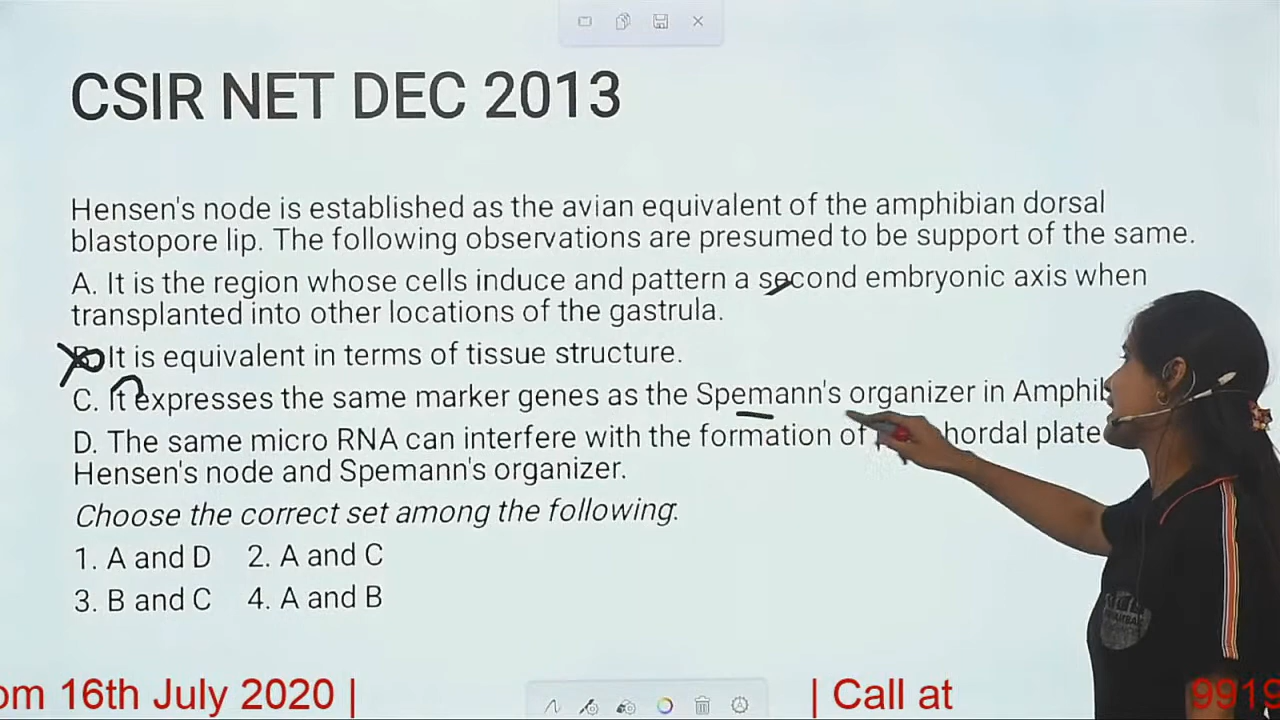 CSIR NET DEC 2013
Hensen's node is established as the avian equivalent of the amphibian dorsal
blastopore lip. The following observations are presumed to be support of the same.
A. It is the region whose cells induce and pattern a second embryonic axis when
transplanted into other locations of the gastrula.
It is equivalent in terms of tissue structure.
C. It expresses the same marker genes as the Spemann's organizer in
D. The same micro RNA can interfere with the formation of plate
Hensen's node and Spemann's organizer.
Choose the correct set among the following.
1. A and D 2. A and C
3. B and C 4. A and B
om 16th July 2020 | | Call at 9919